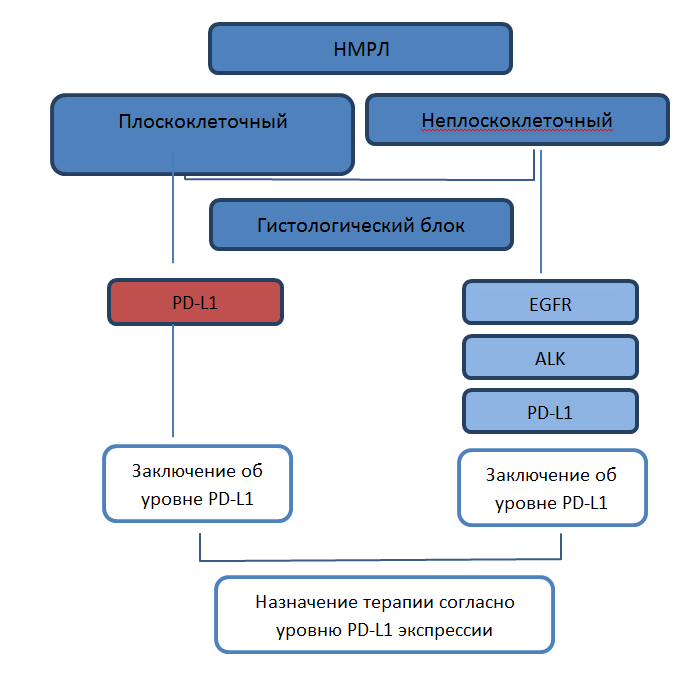 НМРЛ
Плоскоклеточный
Неплоскоклеточный
Гистологический блок
PD-L1
EGFR
ALK
PD-L1
Заключение об
уровне PD-L1
Заключение об
уровне PD-L1
Назначение терапии согласно
уровню PD-L1 экспрессии